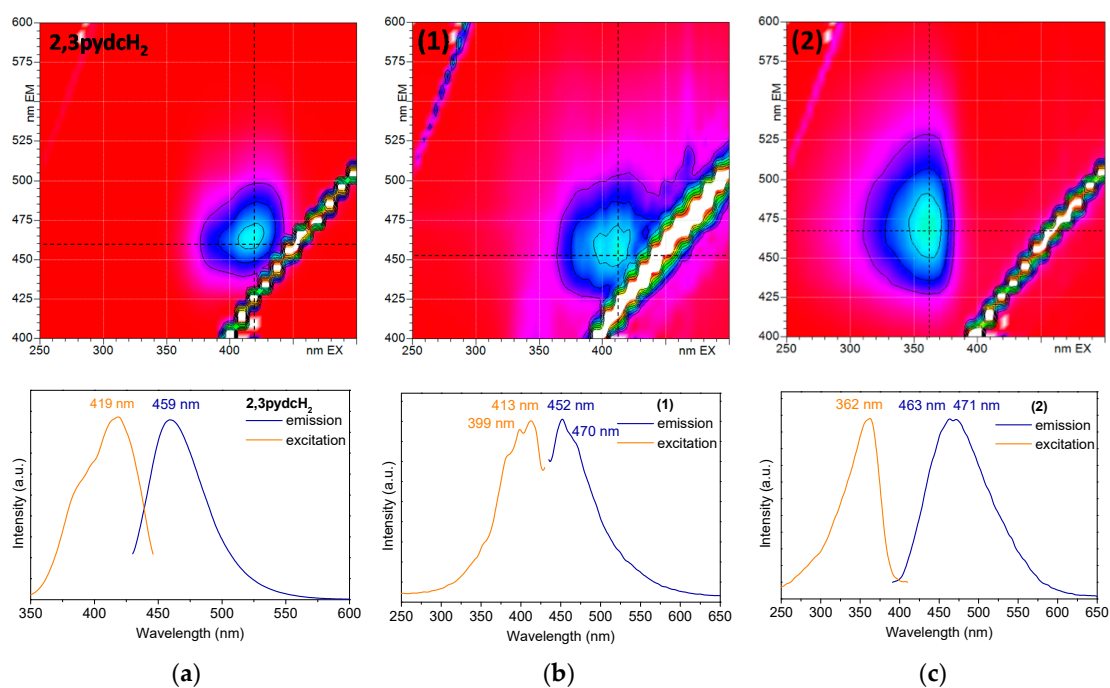 2,3pydcH₂
600
575
nm EM
525
500
475
450
425
400
250
300
350
400
nm EX
(1)
600
575
nm EM
525
500
475
450
425
400
250
300
350
400
nm EX
(2)
600
575
nm EM
525
500
475
450
425
400
250
300
350
400
nm EX
419 nm
459 nm
2,3pydcH₂
emission
excitation
Intensity (a.u.)
350
400
450
500
550
600
Wavelength (nm)
413 nm
452 nm
399 nm
470 nm
(1)
emission
excitation
Intensity (a.u.)
250
300
350
400
450
500
550
600
650
Wavelength (nm)
362 nm
463 nm
471 nm
(2)
emission
excitation
Intensity (a.u.)
250
300
350
400
450
500
550
600
650
Wavelength (nm)
(a)
(b)
(c)